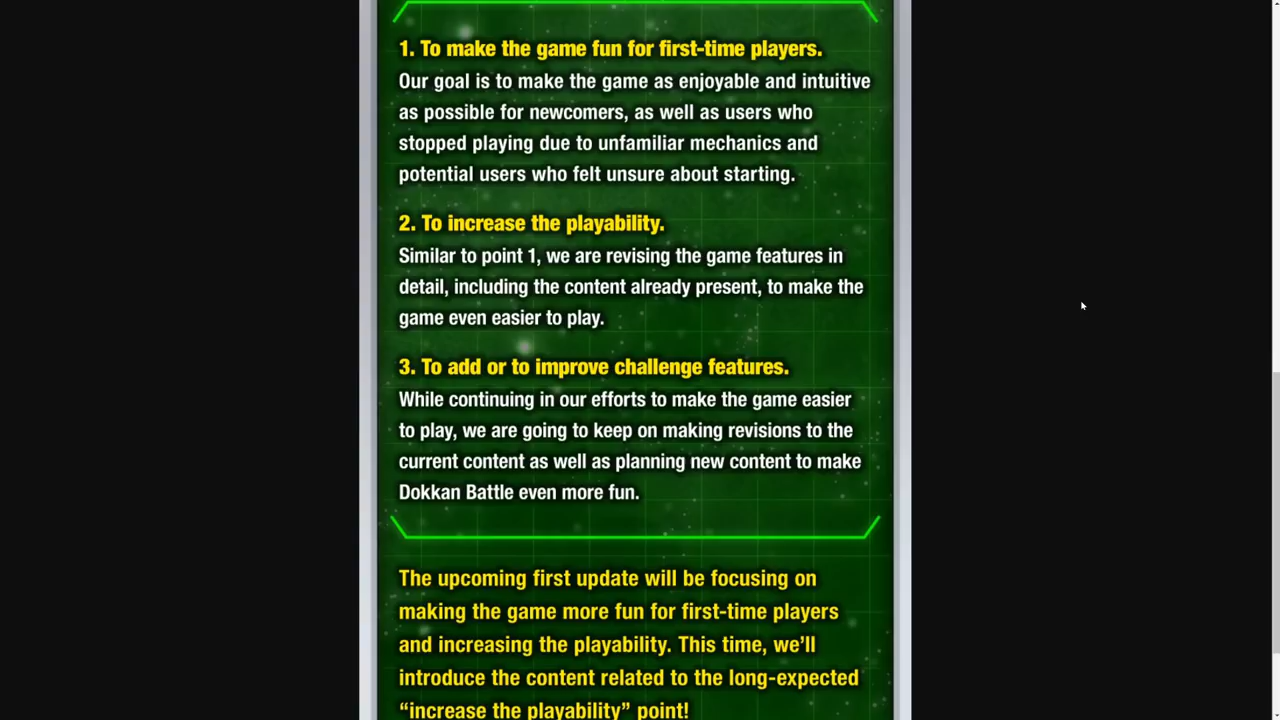 1. To make the game fun for first-time players.
Our goal is to make the game as enjoyable and intuitive
as possible for newcomers, as well as users who
stopped playing due to unfamiliar mechanics and
potential users who felt unsure about starting.
2. To increase the playability.
Similar to point 1, we are revising the game features in
detail, including the content already present, to make the
game even easier to play.
3. To add or to improve challenge features.
While continuing in our efforts to make the game easier
to play, we are going to keep on making revisions to the
current content as well as planning new content to make
Dokkan Battle even more fun.
The upcoming first update will be focusing on
making the game more fun for first-time players
and increasing the playability. This time, we’ll
introduce the content related to the long-expected
“increase the playability” point!